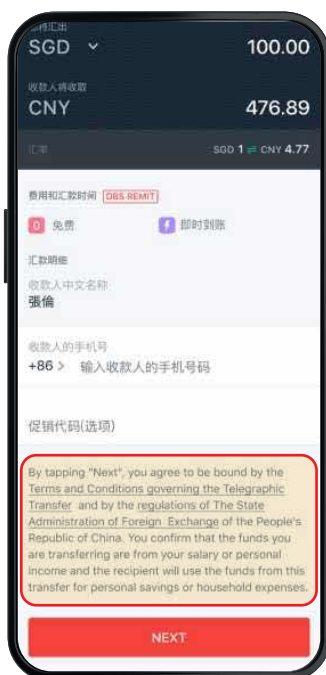 即将汇出
SGD
100.00
收款人将收取
CNY
476.89
汇率
SGD 1 ⇌ CNY 4.77
费用和汇款时间 DBS REMIT
0 免费
即时到账
汇款明细
收款人中文名称
張倫
收款人的手机号
+86 > 输入收款人的手机号码
促销代码(选项)
By tapping "Next", you agree to be bound by the
Terms and Conditions governing the Telegraphic
Transfer and by the regulations of The State
Administration of Foreign Exchange of the People's
Republic of China. You confirm that the funds you
are transferring are from your salary or personal
income and the recipient will use the funds from this
transfer for personal savings or household expenses.
NEXT